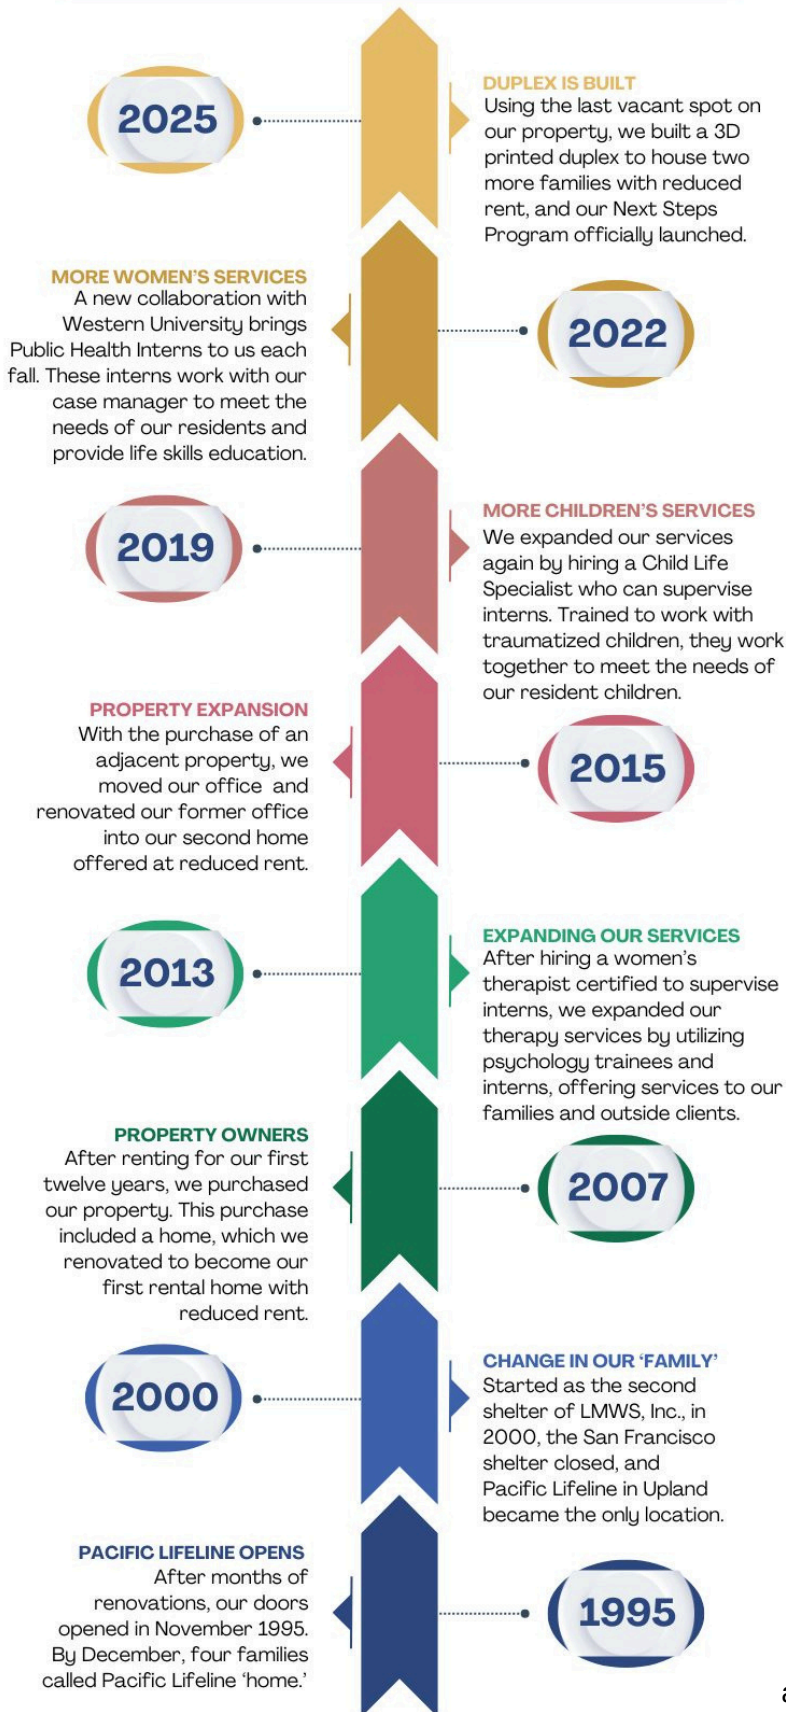 2025
DUPLEX IS BUILT
Using the last vacant spot on
our property, we built a 3D
printed duplex to house two
more families with reduced
rent, and our Next Steps
Program officially launched.
MORE WOMEN'S SERVICES
A new collaboration with
Western University brings
Public Health Interns to us each
fall. These interns work with our
case manager to meet the
needs of our residents and
provide life skills education.
2022
2019
MORE CHILDREN'S SERVICES
We expanded our services
again by hiring a Child Life
Specialist who can supervise
interns. Trained to work with
traumatized children, they work
together to meet the needs of
our resident children.
PROPERTY EXPANSION
With the purchase of an
adjacent property, we
moved our office and
renovated our former office
into our second home
offered at reduced rent.
2015
2013
EXPANDING OUR SERVICES
After hiring a women's
therapist certified to supervise
interns, we expanded our
therapy services by utilizing
psychology trainees and
interns, offering services to our
families and outside clients.
PROPERTY OWNERS
After renting for our first
twelve years, we purchased
our property. This purchase
included a home, which we
renovated to become our
first rental home with
reduced rent.
2007
2000
CHANGE IN OUR 'FAMILY'
Started as the second
shelter of LMWS, Inc., in
2000, the San Francisco
shelter closed, and
Pacific Lifeline in Upland
became the only location.
PACIFIC LIFELINE OPENS
After months of
renovations, our doors
opened in November 1995.
By December, four families
called Pacific Lifeline 'home.'
1995